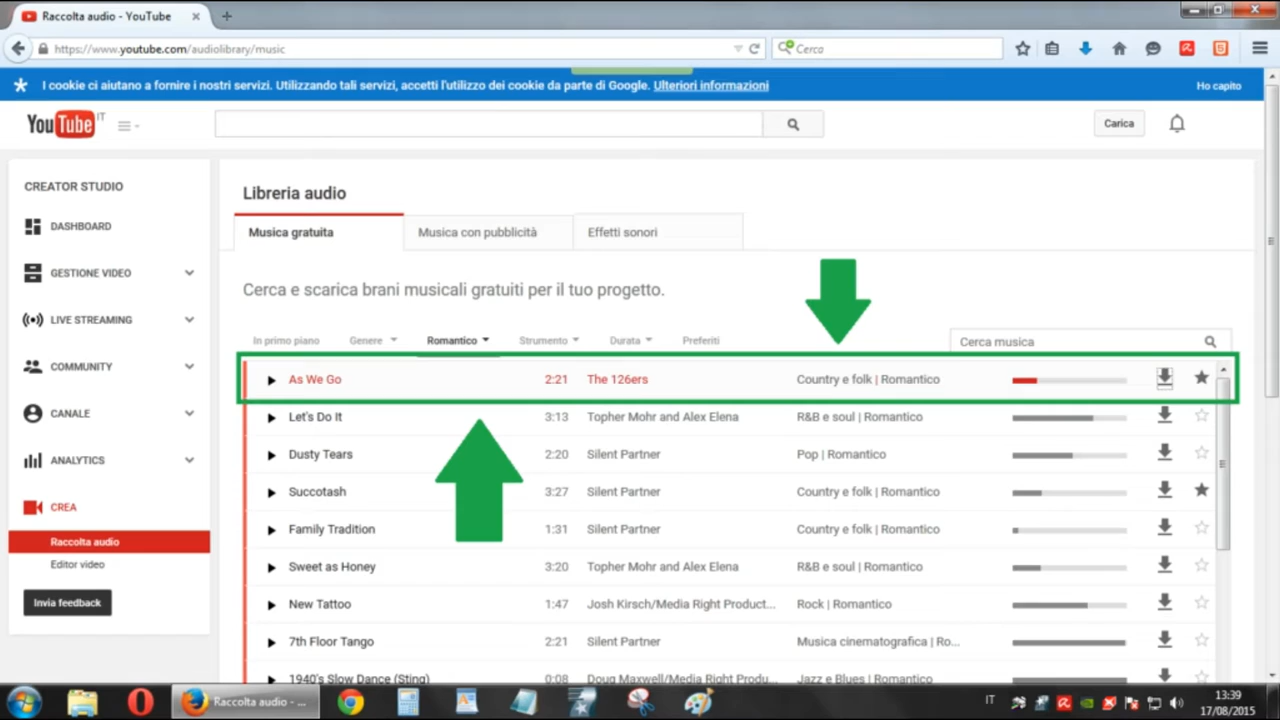 Raccolta audio - YouTube
https://www.youtube.com/audiolibrary/music
Cerca
I cookie ci aiutano a fornire i nostri servizi. Utilizzando tali servizi, accetti l'utilizzo dei cookie da parte di Google. Ulteriori informazioni
Ho capito
YouTube IT
Carica
CREATOR STUDIO
DASHBOARD
GESTIONE VIDEO
LIVE STREAMING
COMMUNITY
CANALE
ANALYTICS
CREA
Raccolta audio
Editor video
Invia feedback
Libreria audio
Musica gratuita Musica con pubblicità Effetti sonori
Cerca e scarica brani musicali gratuiti per il tuo progetto.
In primo piano Genere Romantico Strumento Durata Preferiti Cerca musica
As We Go 2:21 The 126ers Country e folk | Romantico
Let's Do It 3:13 Topher Mohr and Alex Elena R&B e soul | Romantico
Dusty Tears 2:20 Silent Partner Pop | Romantico
Succotash 3:27 Silent Partner Country e folk | Romantico
Family Tradition 1:31 Silent Partner Country e folk | Romantico
Sweet as Honey 3:20 Topher Mohr and Alex Elena R&B e soul | Romantico
New Tattoo 1:47 Josh Kirsch/Media Right Product... Rock | Romantico
7th Floor Tango 2:21 Silent Partner Musica cinematografica | Ro...
1940's Slow Dance (Sting) 0:08 Doug Maxwell/Media Right Produ... Jazz e Blues | Romantico
Raccolta audio - ...
IT
13:39
17/08/2015